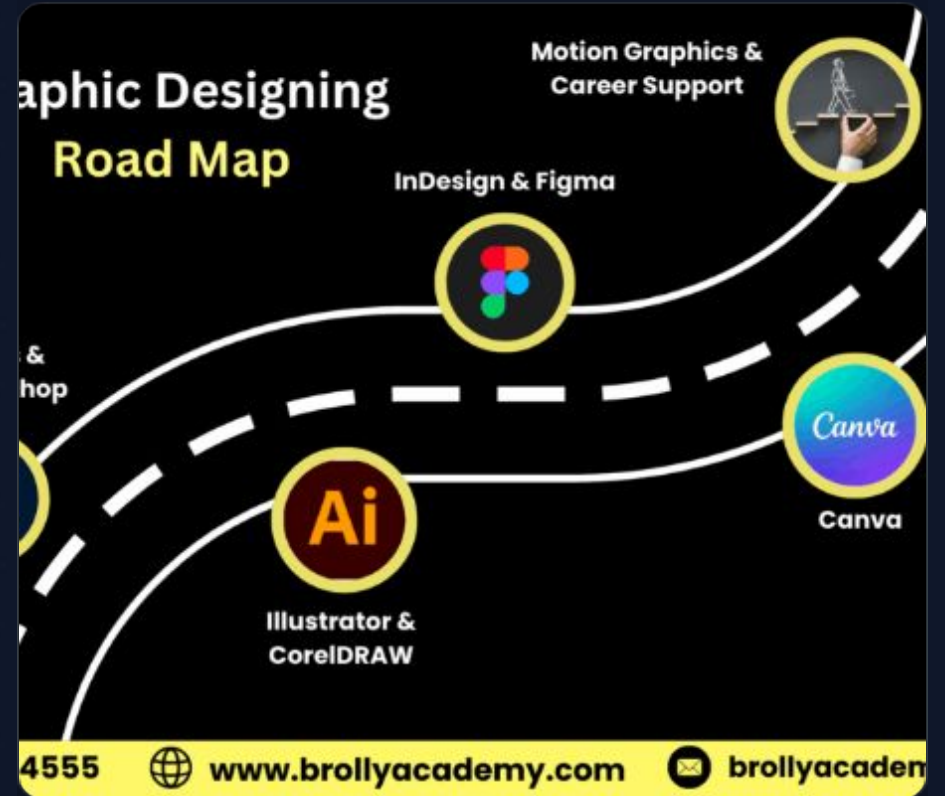 aphic Designing
Road Map
Motion Graphics &
Career Support
InDesign & Figma
&
hop
Canva
Canva
Ai
Illustrator &
CorelDRAW
4555
www.brollyacademy.com
brollyacadem